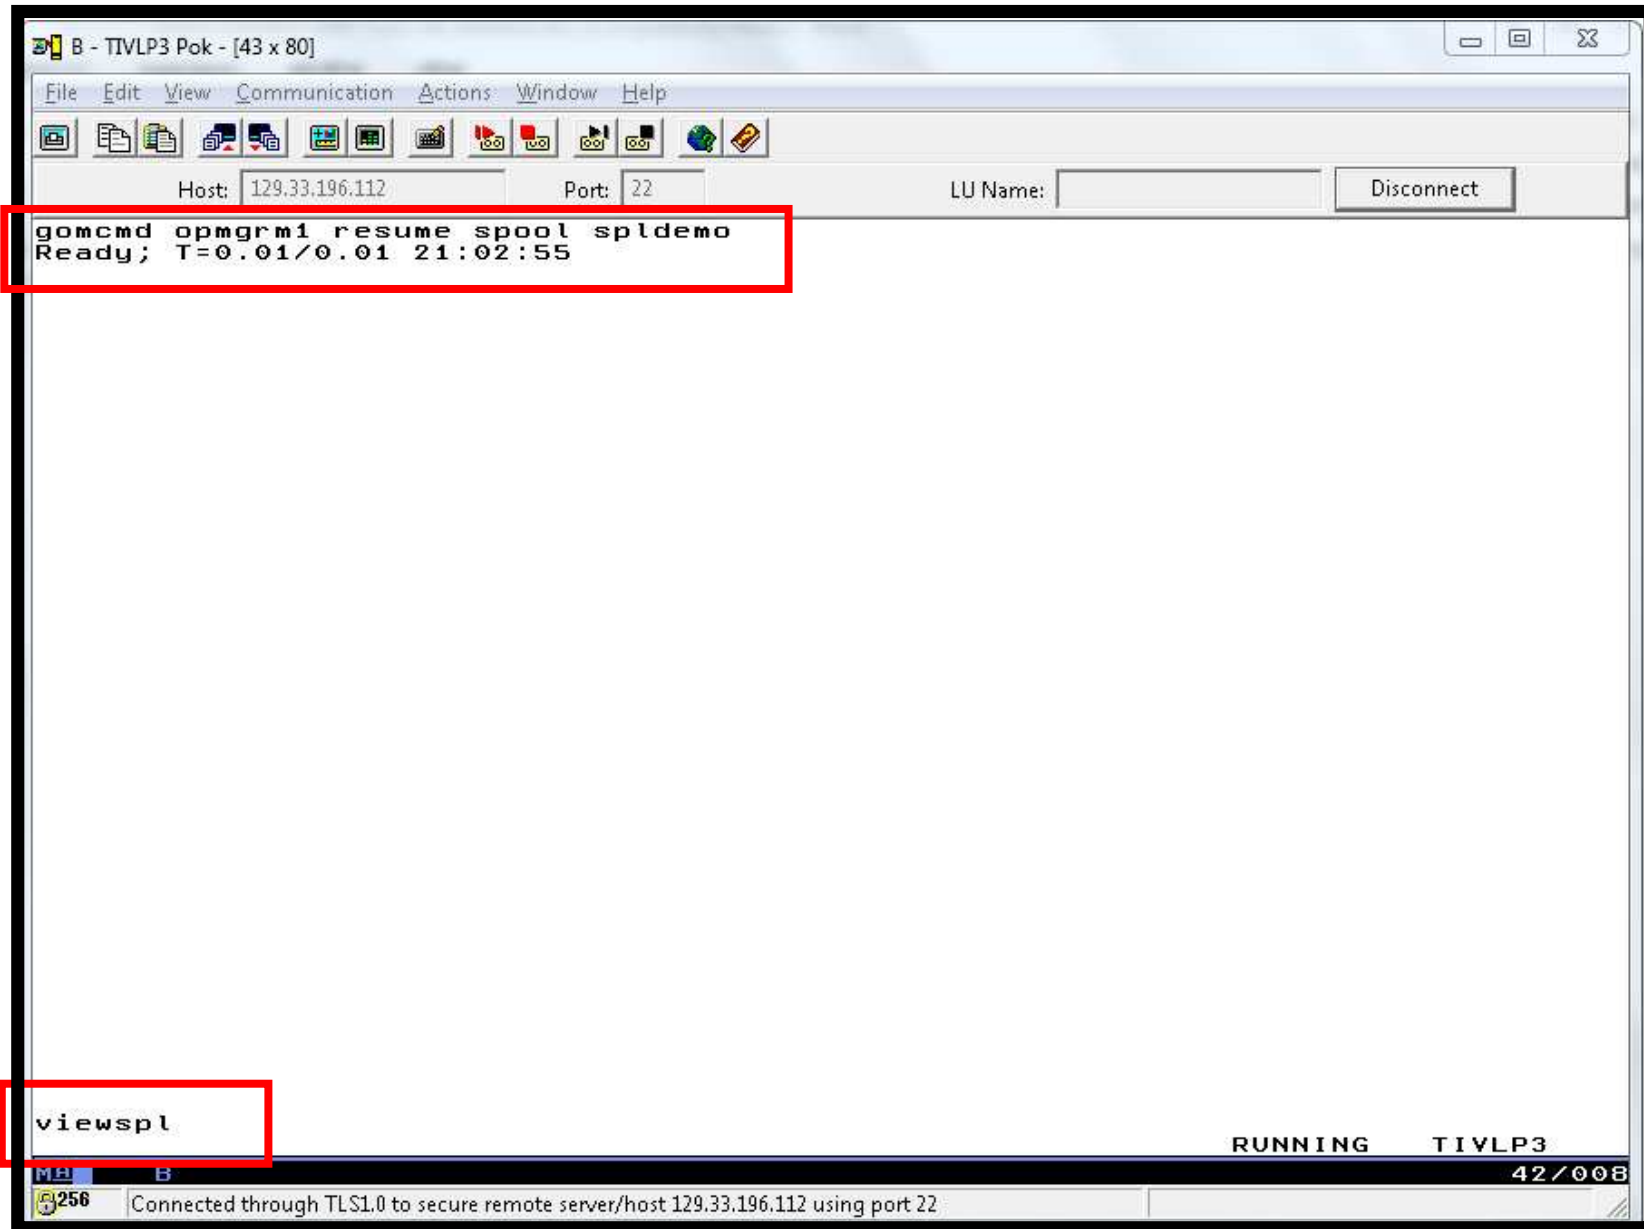 B - TIVLP3 Pok - [43 x 80]
File Edit View Communication Actions Window Help
Host: 129.33.196.112 Port: 22 LU Name: Disconnect
gomcmd opmgrm1 resume spool spldemo
Ready; T=0.01/0.01 21:02:55
viewspl
RUNNING TIVLP3
MA B 42/008
256 Connected through TLS1.0 to secure remote server/host 129.33.196.112 using port 22